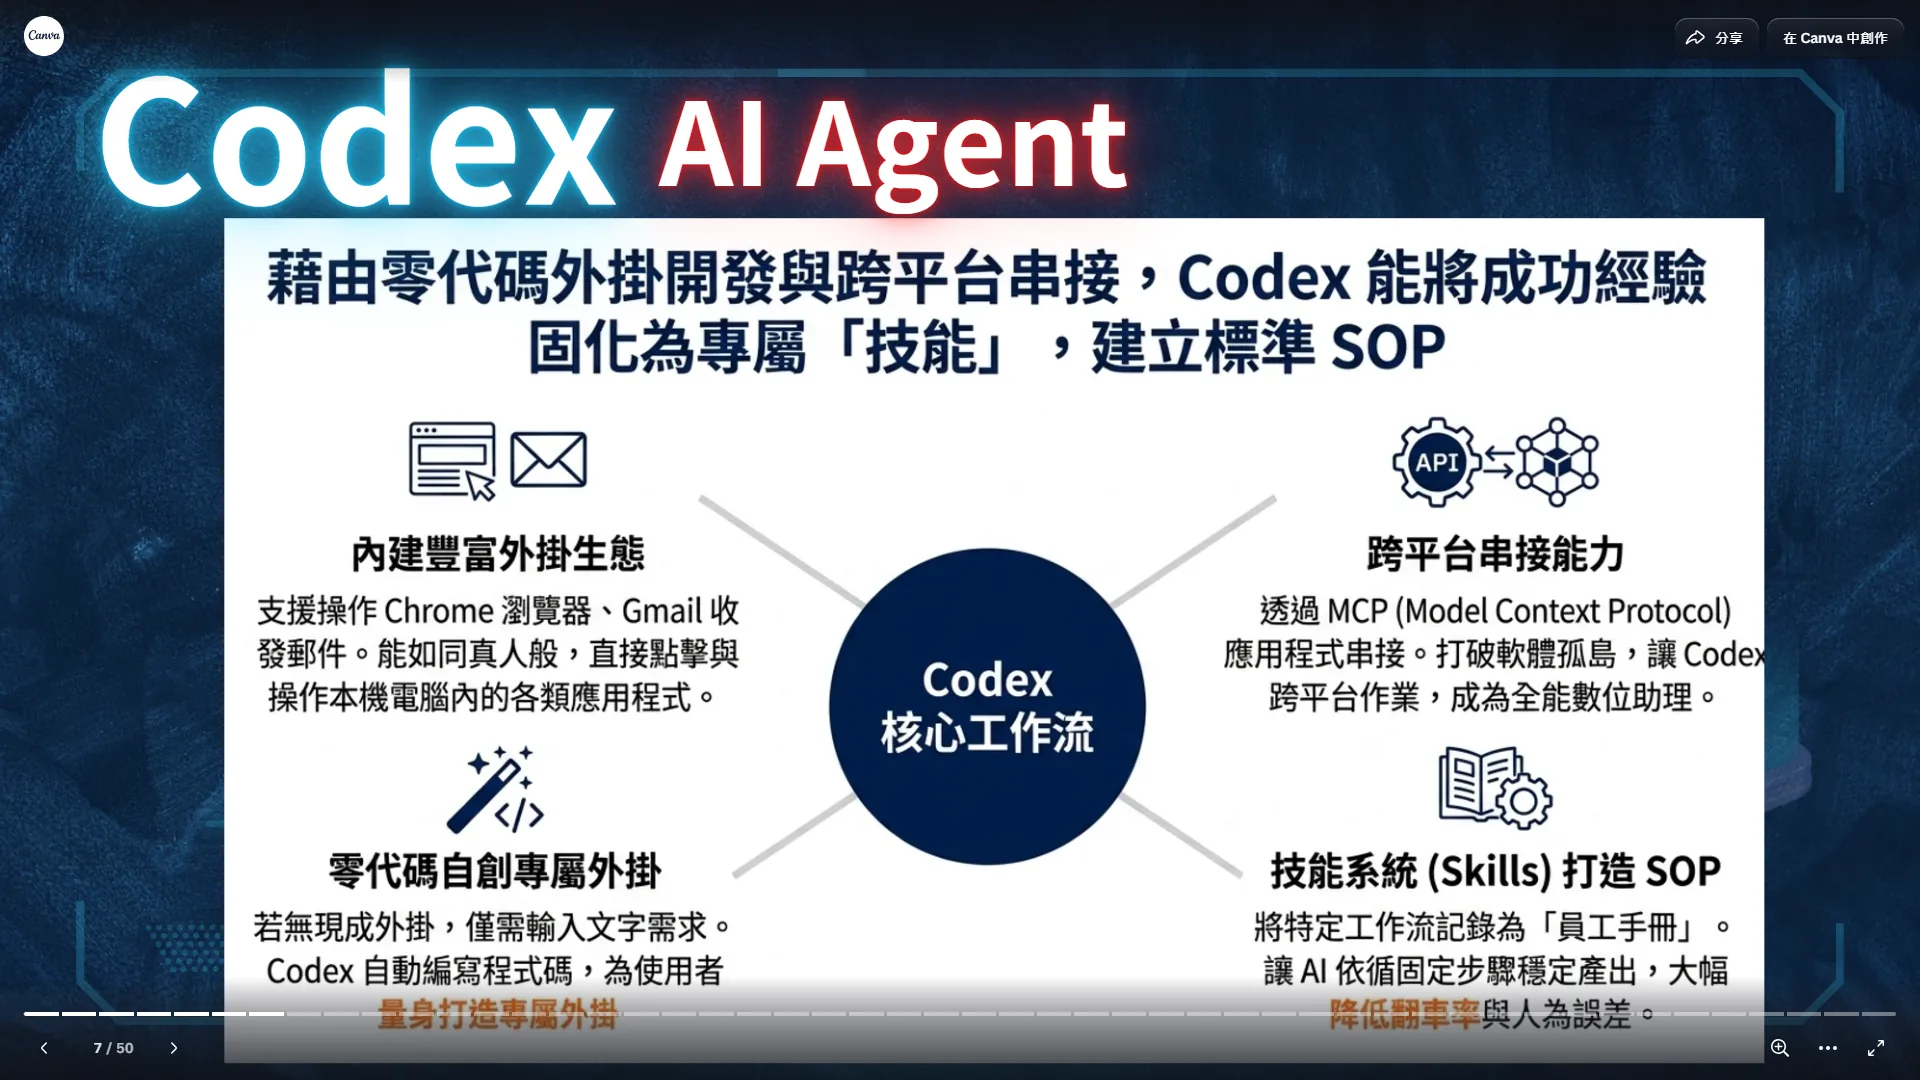 Canva
分享
在 Canva 中創作
Codex AI Agent
藉由零代碼外掛開發與跨平台串接，Codex 能將成功經驗
固化為專屬「技能」，建立標準 SOP
內建豐富外掛生態
支援操作 Chrome 瀏覽器、Gmail 收
發郵件。能如同真人般，直接點擊與
操作本機電腦內的各類應用程式。
API
跨平台串接能力
透過 MCP (Model Context Protocol)
應用程式串接。打破軟體孤島，讓 Codex
跨平台作業，成為全能數位助理。
Codex
核心工作流
</>
零代碼自創專屬外掛
若無現成外掛，僅需輸入文字需求。
Codex 自動編寫程式碼，為使用者
量身打造專屬外掛
技能系統 (Skills) 打造 SOP
將特定工作流記錄為「員工手冊」。
讓 AI 依循固定步驟穩定產出，大幅
降低翻車率與人為誤差。
7 / 50